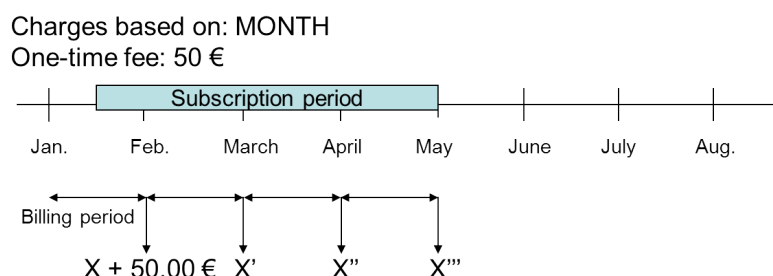 Charges based on: MONTH
One-time fee: 50 €
Subscription period
Jan. Feb. March April May June July Aug.
Billing period
X + 50.00 € X' X'' X'''